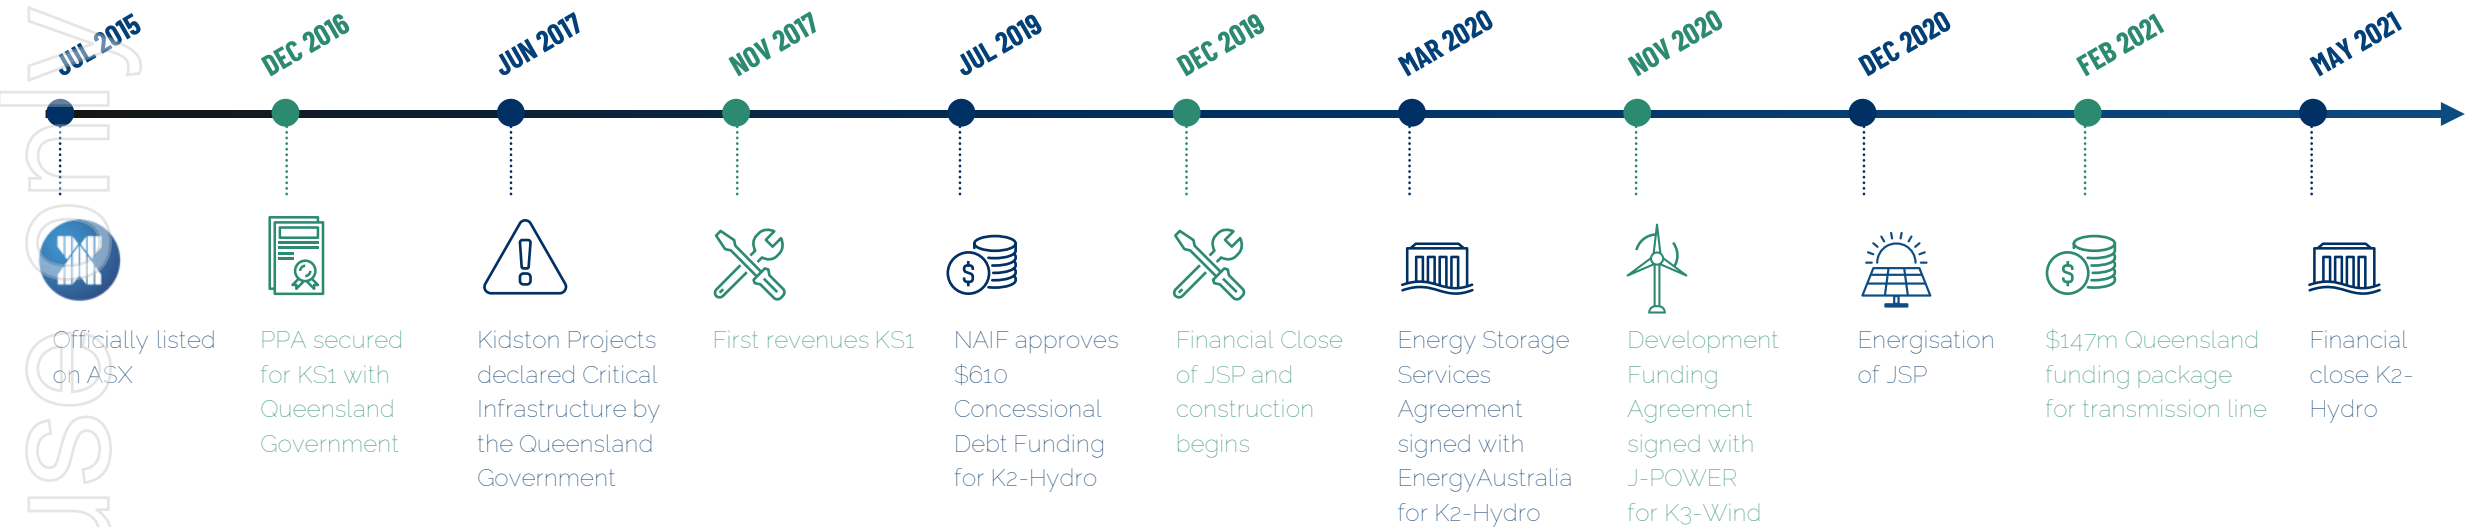 JUL 2015
DEC 2016
JUN 2017
NOV 2017
JUL 2019
DEC 2019
MAR 2020
NOV 2020
DEC 2020
FEB 2021
MAY 2021
Officially listed
on ASX
PPA secured
for KS1 with
Queensland
Government
Kidston Projects
declared Critical
Infrastructure by
the Queensland
Government
First revenues KS1
NAIF approves
$610
Concessional
Debt Funding
for K2-Hydro
Financial Close
of JSP and
construction
begins
Energy Storage
Services
Agreement
signed with
EnergyAustralia
for K2-Hydro
Development
Funding
Agreement
signed with
J-POWER
for K3-Wind
Energisation
of JSP
$147m Queensland
funding package
for transmission line
Financial
close K2-
Hydro
$
$